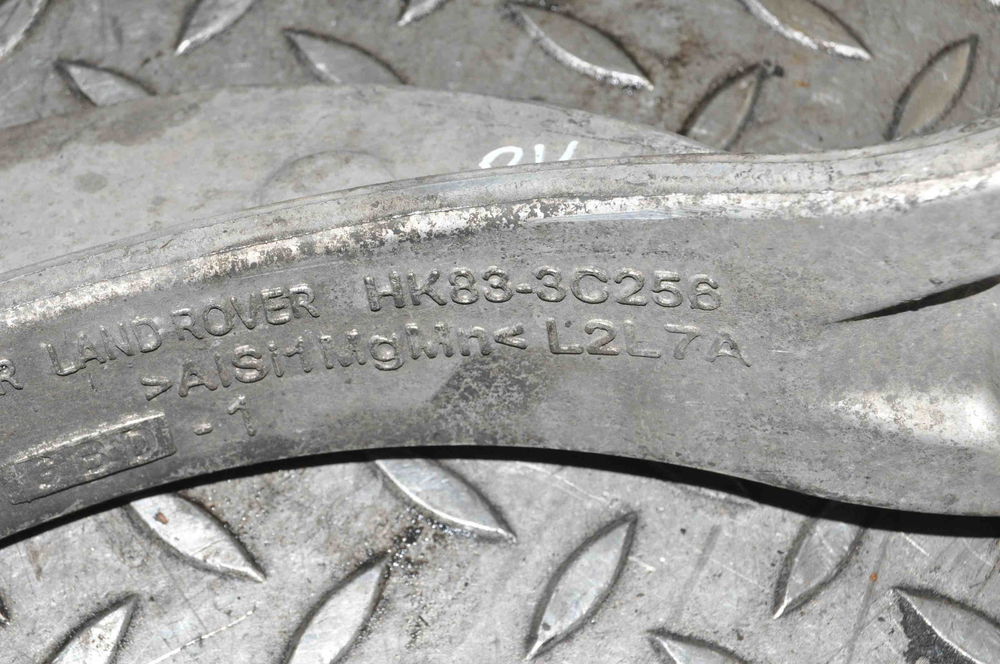 LAND ROVER HK83-3C256
>AlSi1MgMn< L2L7A
-1